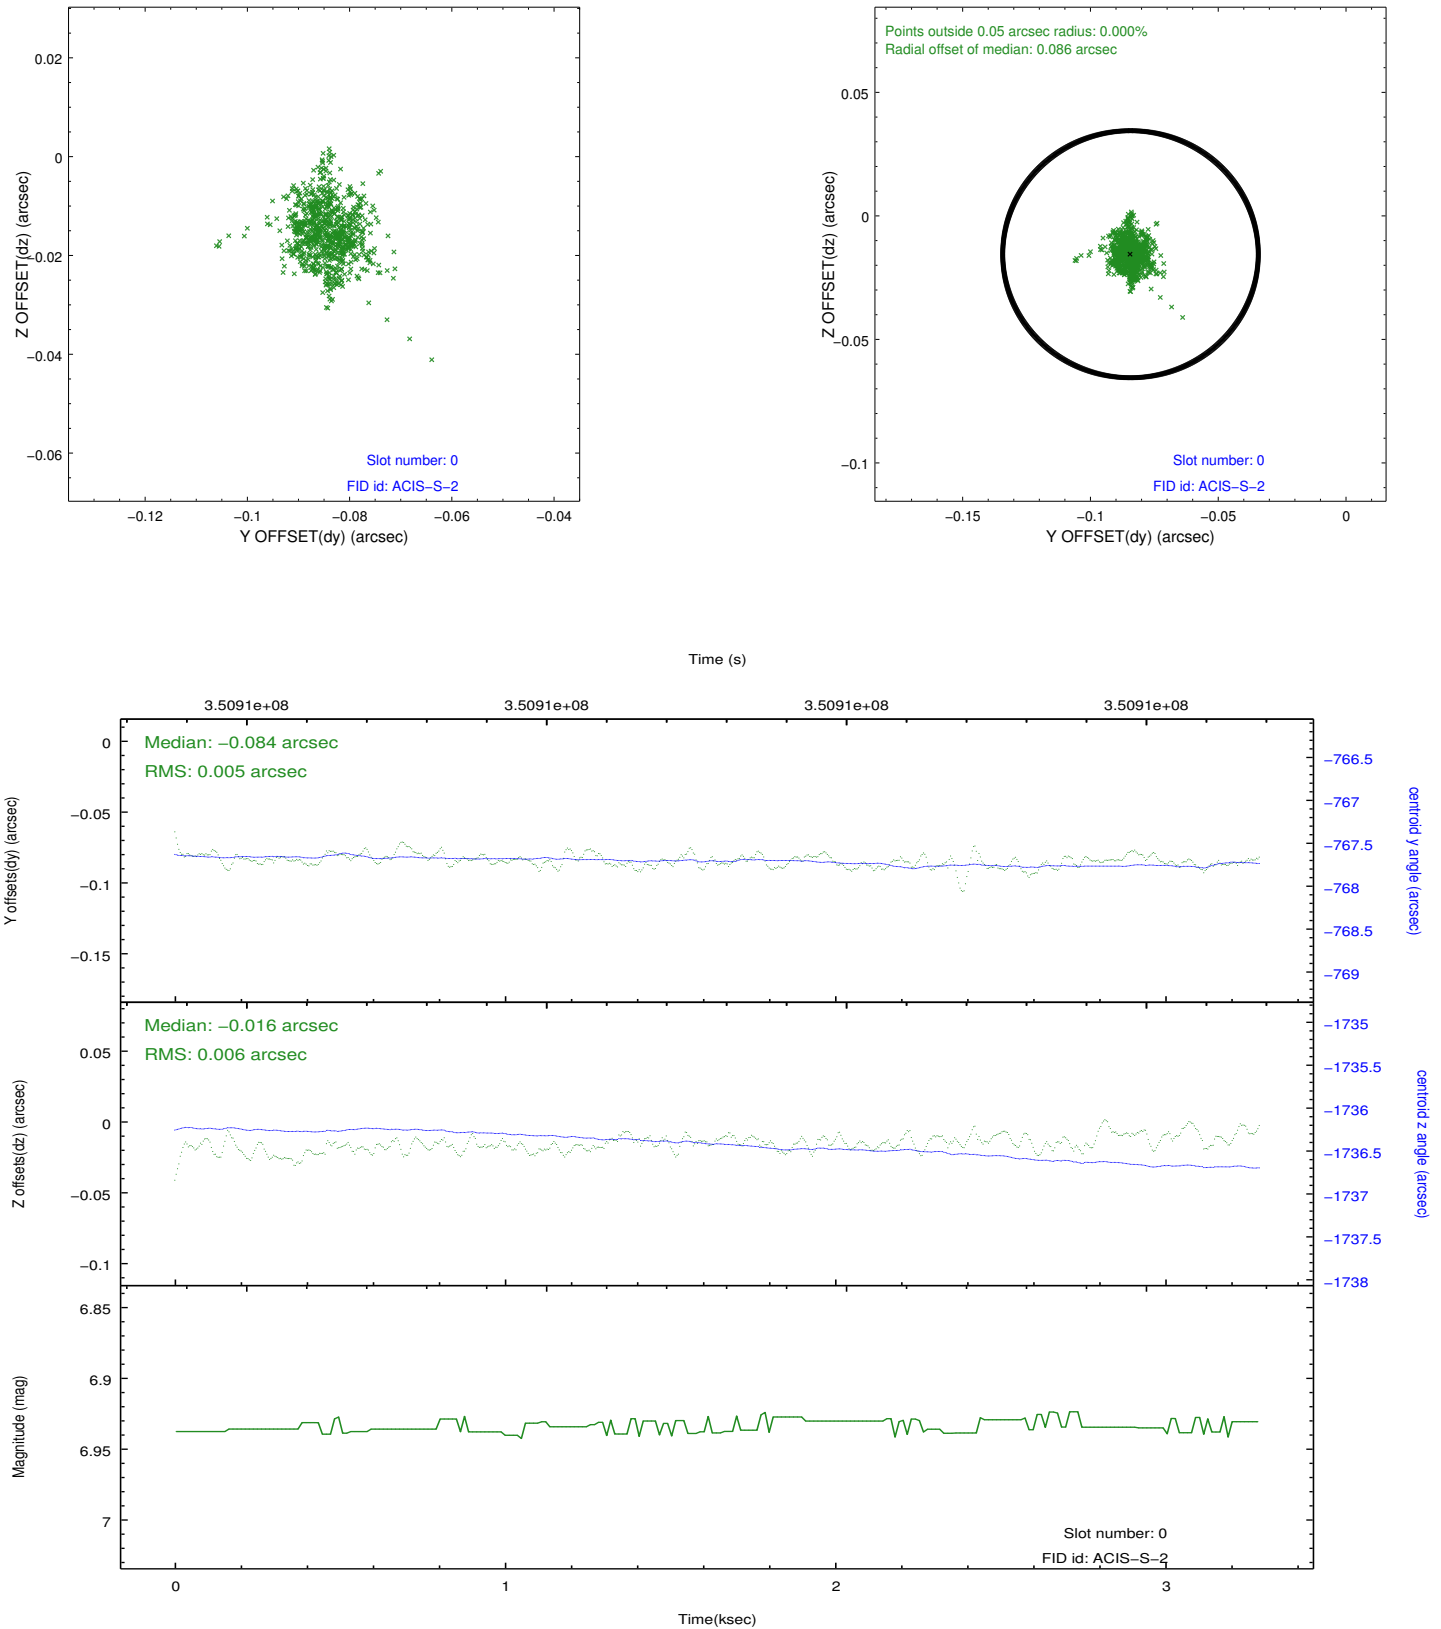 0.02
0
−0.02
−0.04
−0.06
Z OFFSET(dz) (arcsec)
Slot number: 0
FID id: ACIS−S−2
−0.12
−0.1
−0.08
−0.06
−0.04
Y OFFSET(dy) (arcsec)
Points outside 0.05 arcsec radius: 0.000%
Radial offset of median: 0.086 arcsec
0.05
0
−0.05
−0.1
Z OFFSET(dz) (arcsec)
Slot number: 0
FID id: ACIS−S−2
−0.15
−0.1
−0.05
0
Y OFFSET(dy) (arcsec)
Time (s)
3.5091e+08
3.5091e+08
3.5091e+08
3.5091e+08
Median: −0.084 arcsec
RMS: 0.005 arcsec
0
−0.05
−0.1
−0.15
Y offsets(dy) (arcsec)
−766.5
−767
−767.5
−768
−768.5
−769
centroid y angle (arcsec)
Median: −0.016 arcsec
RMS: 0.006 arcsec
0.05
0
−0.05
−0.1
Z offsets(dz) (arcsec)
−1735
−1735.5
−1736
−1736.5
−1737
−1737.5
−1738
centroid z angle (arcsec)
6.85
6.9
6.95
7
Magnitude (mag)
Slot number: 0
FID id: ACIS−S−2
0
1
2
3
Time(ksec)